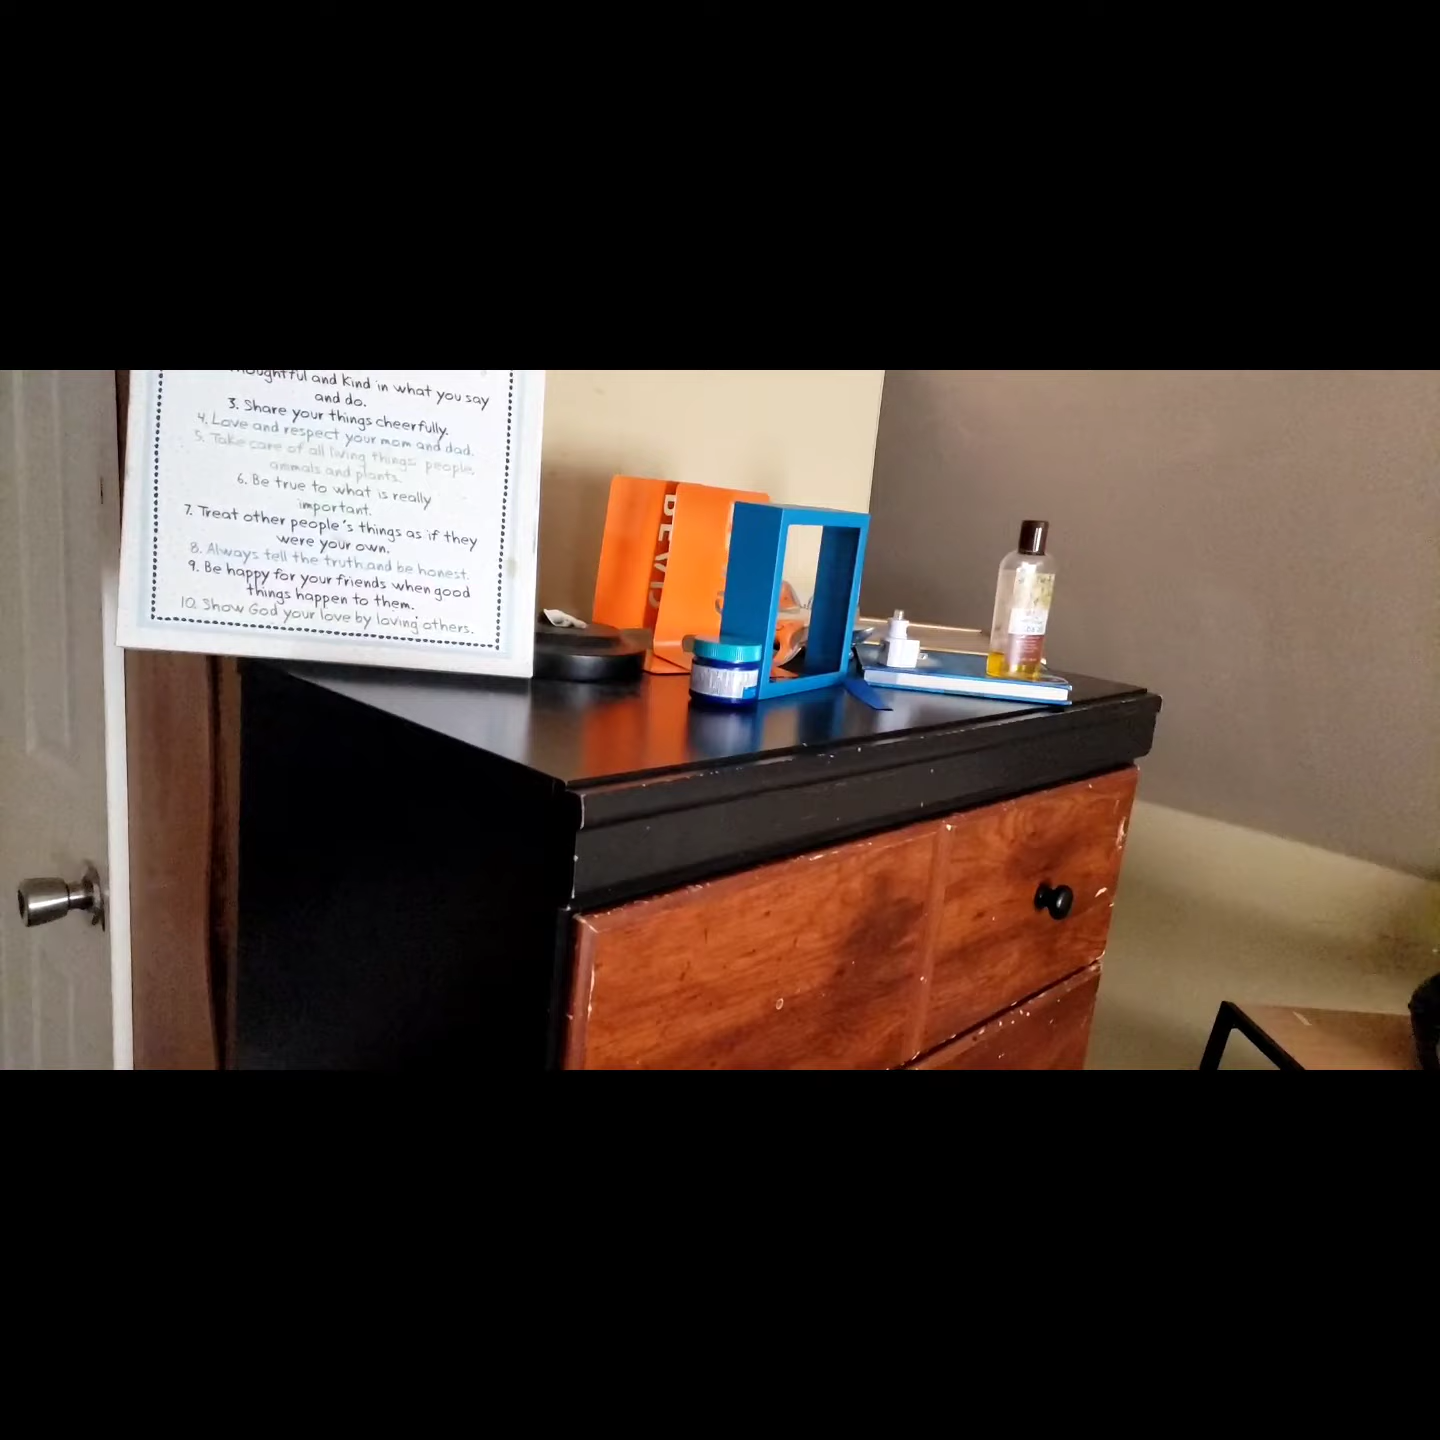 thoughtful and kind in what you say
and do.
3. Share your things cheerfully.
4. Love and respect your mom and dad.
5. Take care of all living things: people,
animals and plants.
6. Be true to what is really
important.
7. Treat other people's things as if they
were your own.
8. Always tell the truth and be honest.
9. Be happy for your friends when good
things happen to them.
10. Show God your love by loving others.
READ